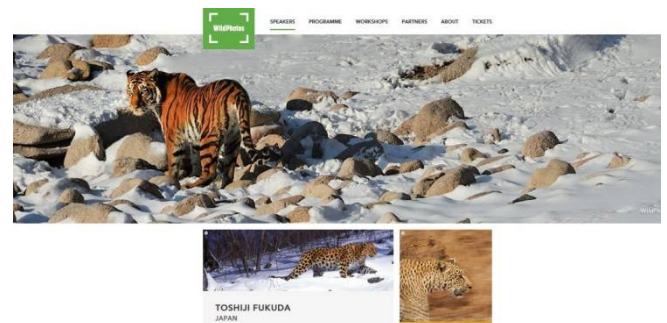 WildPhotos
SPEAKERS PROGRAMME WORKSHOPS PARTNERS ABOUT TICKETS
TOSHIJI FUKUDA
JAPAN